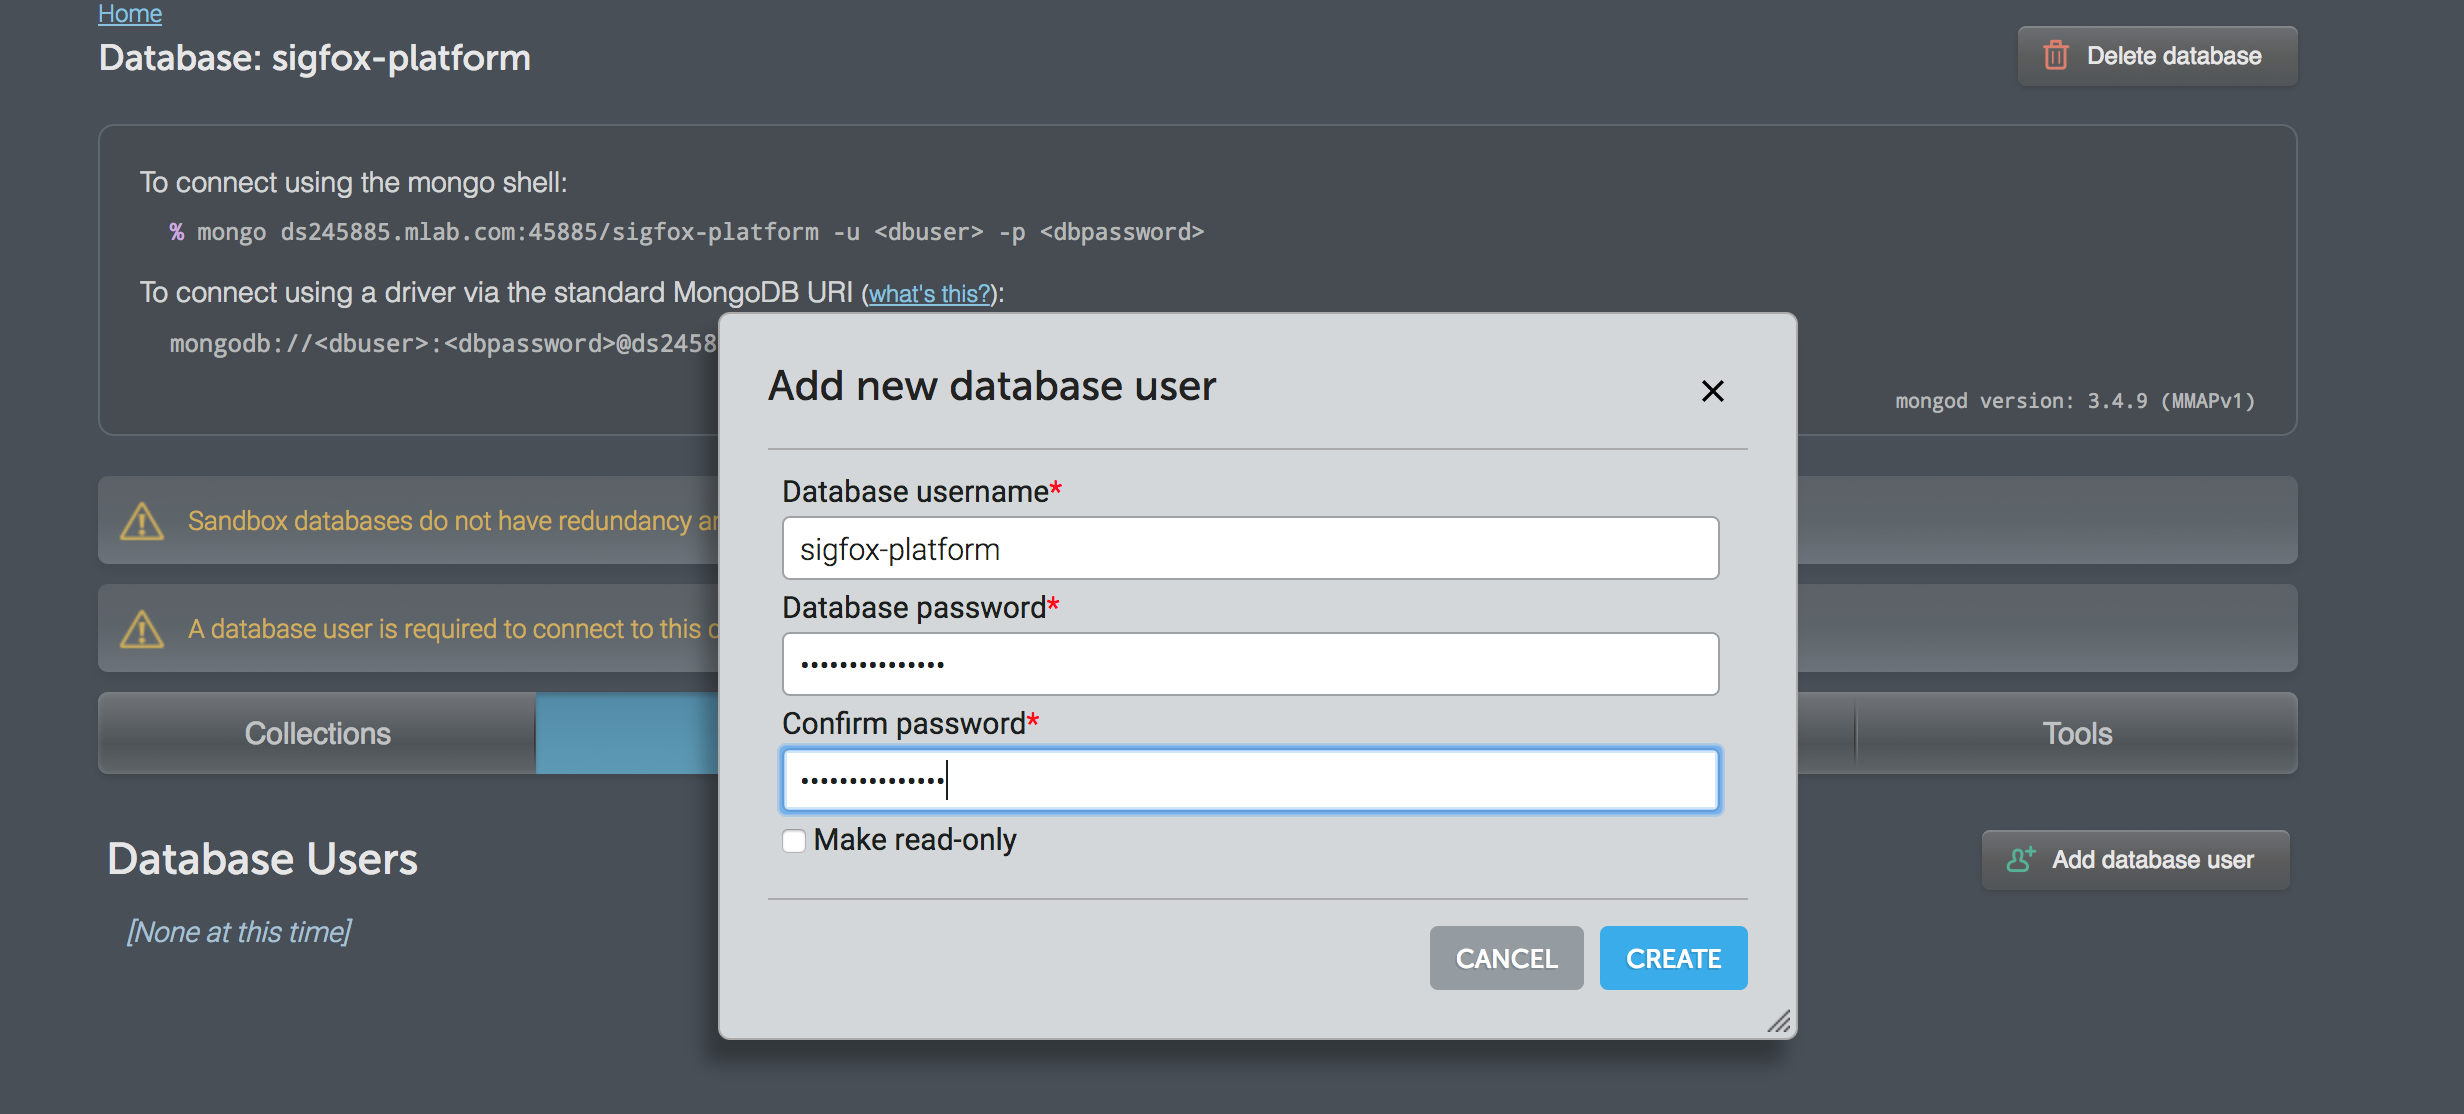 Home
Database: sigfox-platform
Delete database
To connect using the mongo shell:
% mongo ds245885.mlab.com:45885/sigfox-platform -u <dbuser> -p <dbpassword>
To connect using a driver via the standard MongoDB URI (what's this?):
mongodb://<dbuser>:<dbpassword>@ds2458
mongod version: 3.4.9 (MMAPv1)
Sandbox databases do not have redundancy
A database user is required to connect to this
Collections
Tools
Database Users
Add database user
[None at this time]
Add new database user
Database username*
sigfox-platform
Database password*
•••••••••••••••
Confirm password*
•••••••••••••••
Make read-only
CANCEL
CREATE